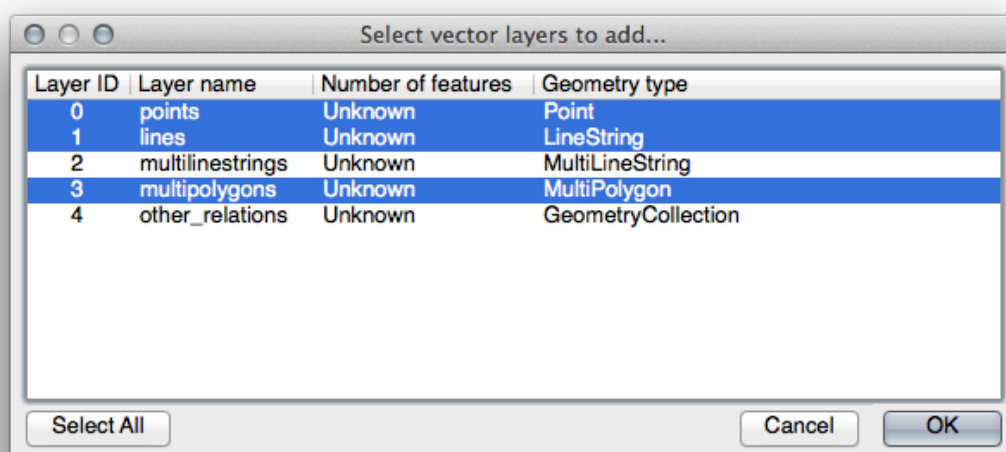 Select vector layers to add...
Layer ID Layer name Number of features Geometry type
0 points Unknown Point
1 lines Unknown LineString
2 multilinestrings Unknown MultiLineString
3 multipolygons Unknown MultiPolygon
4 other_relations Unknown GeometryCollection
Select All Cancel OK